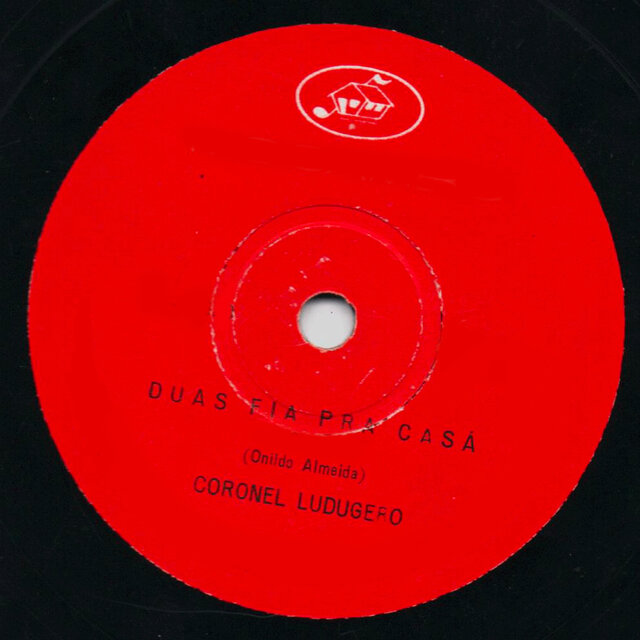 DUAS FIA PRA CASÁ
(Onildo Almeida)
CORONEL LUDUGERO